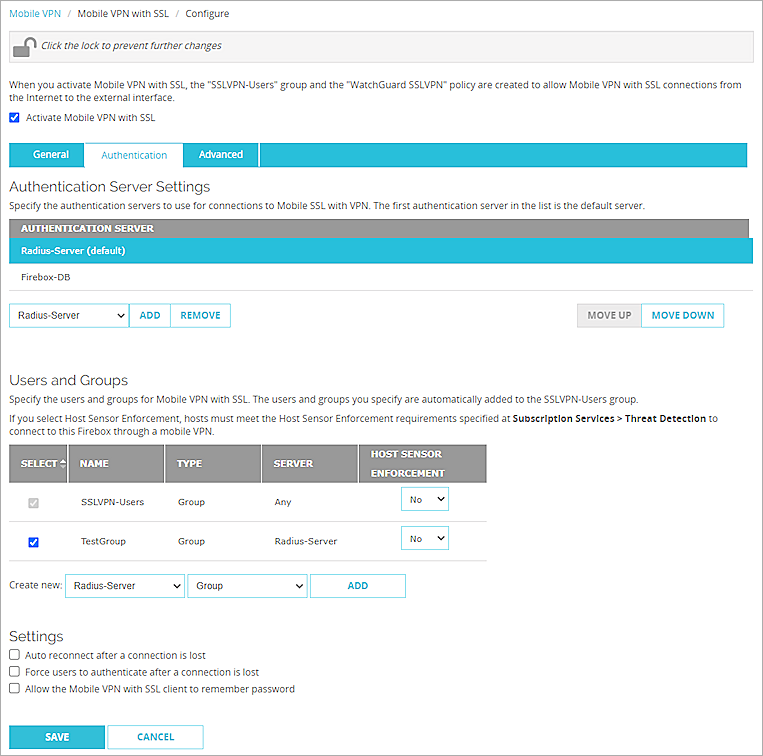 Mobile VPN / Mobile VPN with SSL / Configure
Click the lock to prevent further changes
When you activate Mobile VPN with SSL, the "SSLVPN-Users" group and the "WatchGuard SSLVPN" policy are created to allow Mobile VPN with SSL connections from
the Internet to the external interface.
Activate Mobile VPN with SSL
General Authentication Advanced
Authentication Server Settings
Specify the authentication servers to use for connections to Mobile SSL with VPN. The first authentication server in the list is the default server.
AUTHENTICATION SERVER
Radius-Server (default)
Firebox-DB
Radius-Server ADD REMOVE MOVE UP MOVE DOWN
Users and Groups
Specify the users and groups for Mobile VPN with SSL. The users and groups you specify are automatically added to the SSLVPN-Users group.
If you select Host Sensor Enforcement, hosts must meet the Host Sensor Enforcement requirements specified at Subscription Services > Threat Detection to
connect to this Firebox through a mobile VPN.
SELECT NAME TYPE SERVER HOST SENSOR
ENFORCEMENT
SSLVPN-Users Group Any No
TestGroup Group Radius-Server No
Create new: Radius-Server Group ADD
Settings
Auto reconnect after a connection is lost
Force users to authenticate after a connection is lost
Allow the Mobile VPN with SSL client to remember password
SAVE CANCEL